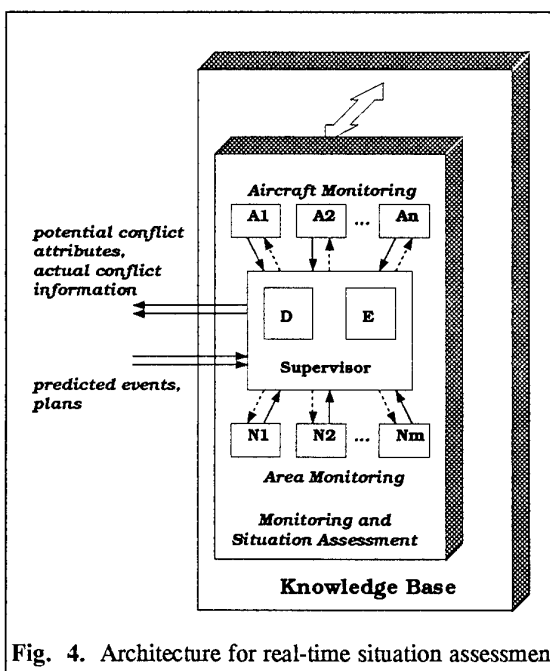 Aircraft Monitoring
A1 A2 ... An
potential conflict
attributes,
actual conflict
information
D E
Supervisor
predicted events,
plans
N1 N2 ... Nm
Area Monitoring
Monitoring and
Situation Assessment
Knowledge Base
Fig. 4. Architecture for real-time situation assessmen